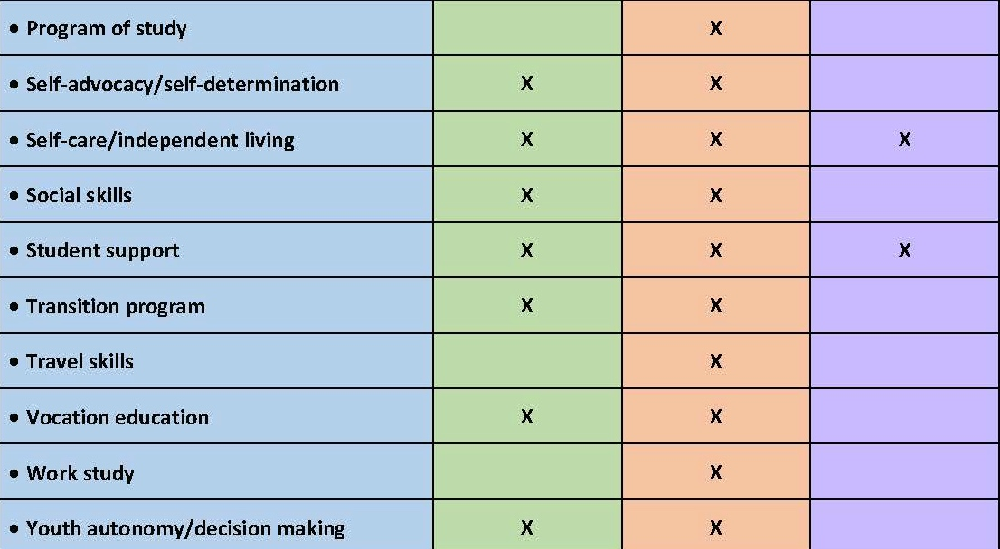 • Program of study X
• Self-advocacy/self-determination X X
• Self-care/independent living X X X
• Social skills X X
• Student support X X X
• Transition program X X
• Travel skills X
• Vocation education X X
• Work study X
• Youth autonomy/decision making X X